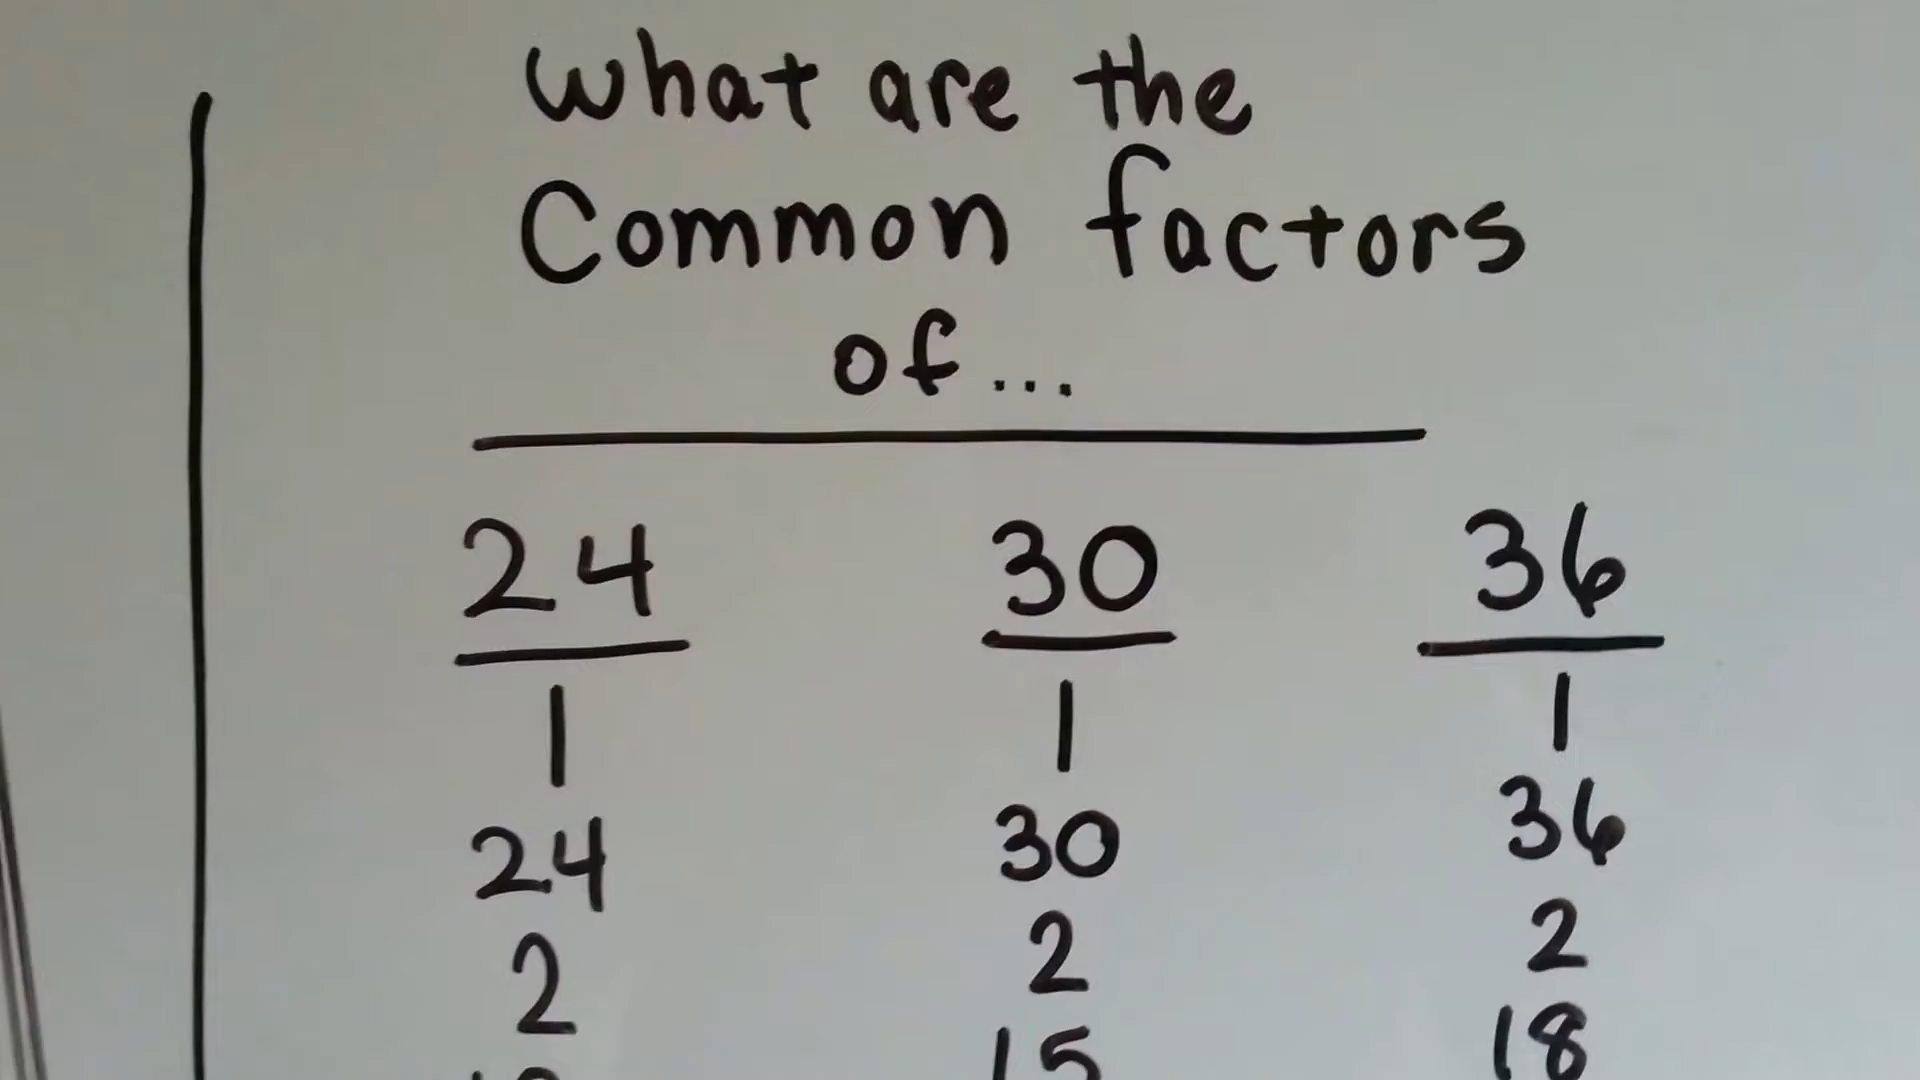 What are the
Common factors
of...
24 30 36
1 1 1
24 30 36
2 2 2
15 18